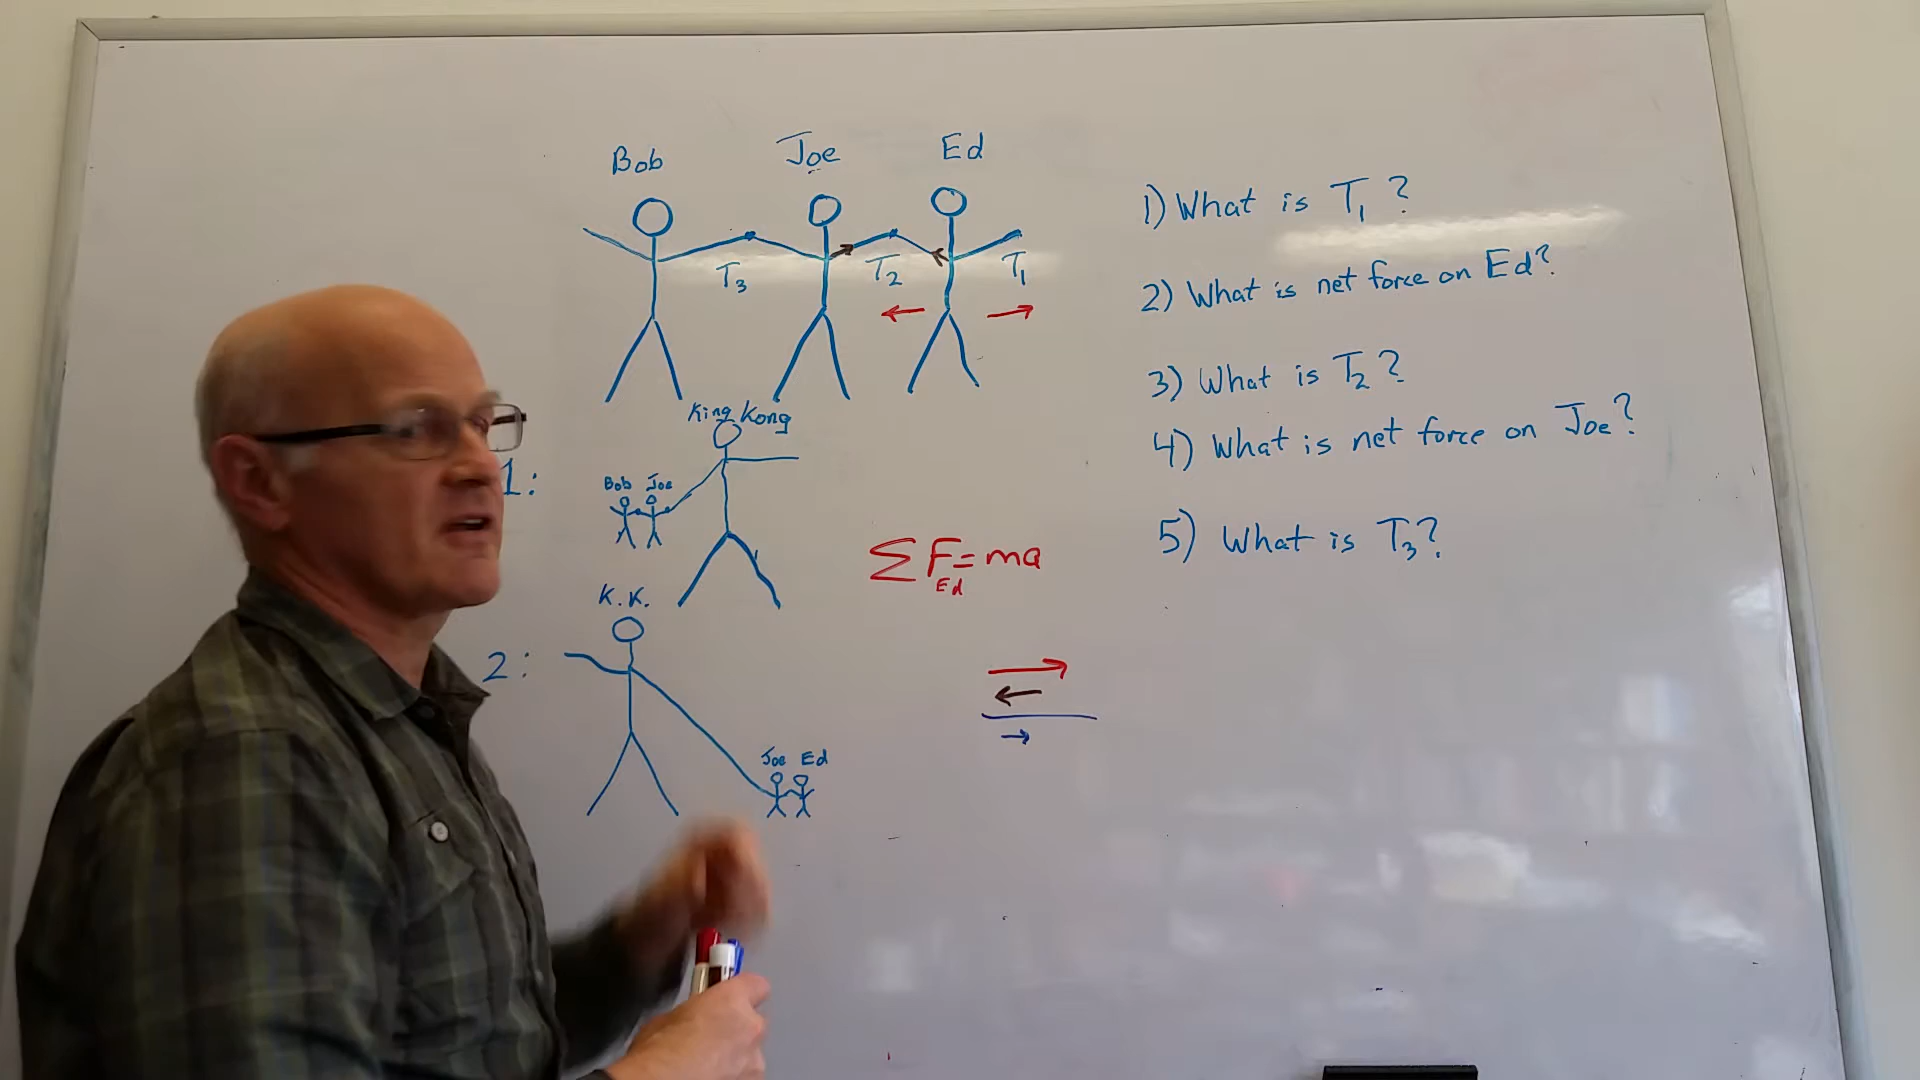 Bob Joe Ed
T3 T2 T1
King Kong
1:
Bob Joe
K.K.
2:
Joe Ed
∑F=ma
Ed
1) What is T1?
2) What is net force on Ed?
3) What is T2?
4) What is net force on Joe?
5) What is T3?